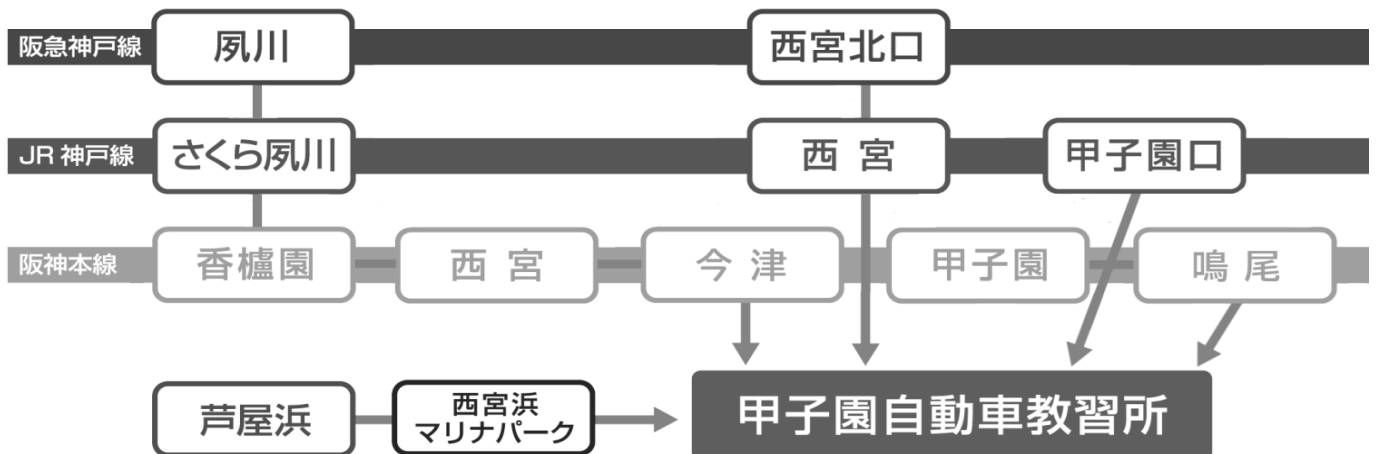 阪急神戸線 夙川 西宮北口
JR神戸線 さくら夙川 西宮 甲子園口
阪神本線 香櫨園 西宮 今津 甲子園 鳴尾
芦屋浜
西宮浜
マリナパーク
甲子園自動車教習所